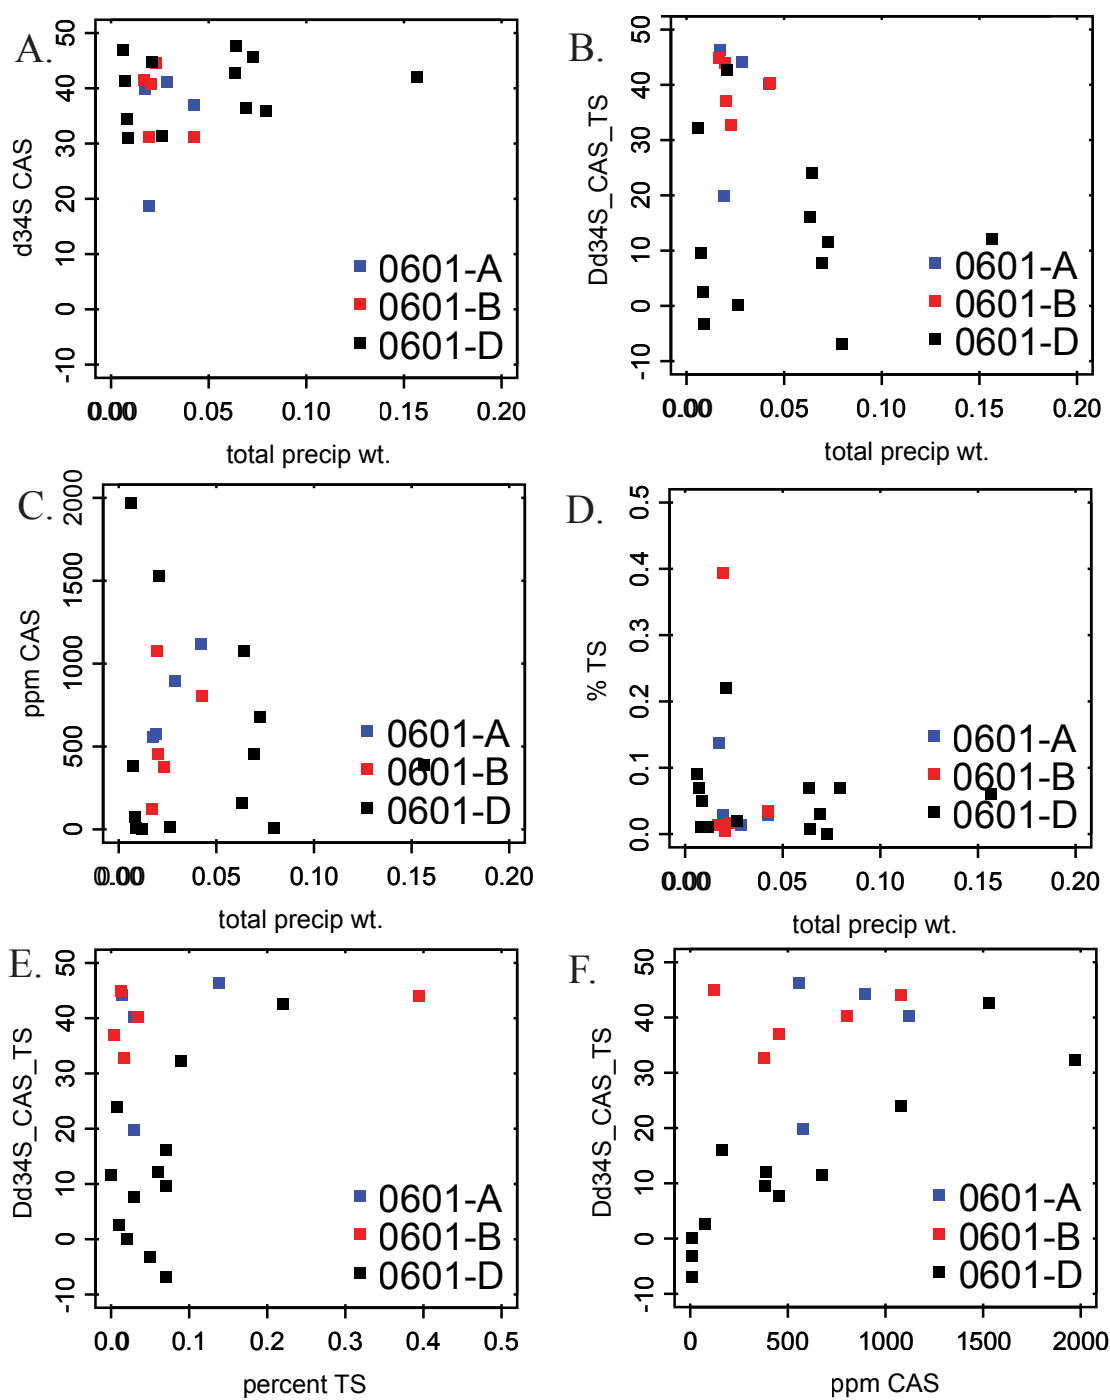 A.
d34S CAS
50
40
30
20
10
0
-10
0601-A
0601-B
0601-D
0.00 0.05 0.10 0.15 0.20
total precip wt.
B.
Dd34S_CAS_TS
50
40
30
20
10
0
-10
0601-A
0601-B
0601-D
0.00 0.05 0.10 0.15 0.20
total precip wt.
C.
ppm CAS
2000
1500
1000
500
0
0601-A
0601-B
0601-D
0.00 0.05 0.10 0.15 0.20
total precip wt.
D.
% TS
0.5
0.4
0.3
0.2
0.1
0.0
0601-A
0601-B
0601-D
0.00 0.05 0.10 0.15 0.20
total precip wt.
E.
Dd34S_CAS_TS
50
40
30
20
10
0
-10
0601-A
0601-B
0601-D
0.0 0.1 0.2 0.3 0.4 0.5
percent TS
F.
Dd34S_CAS_TS
50
40
30
20
10
0
-10
0601-A
0601-B
0601-D
0 500 1000 1500 2000
ppm CAS